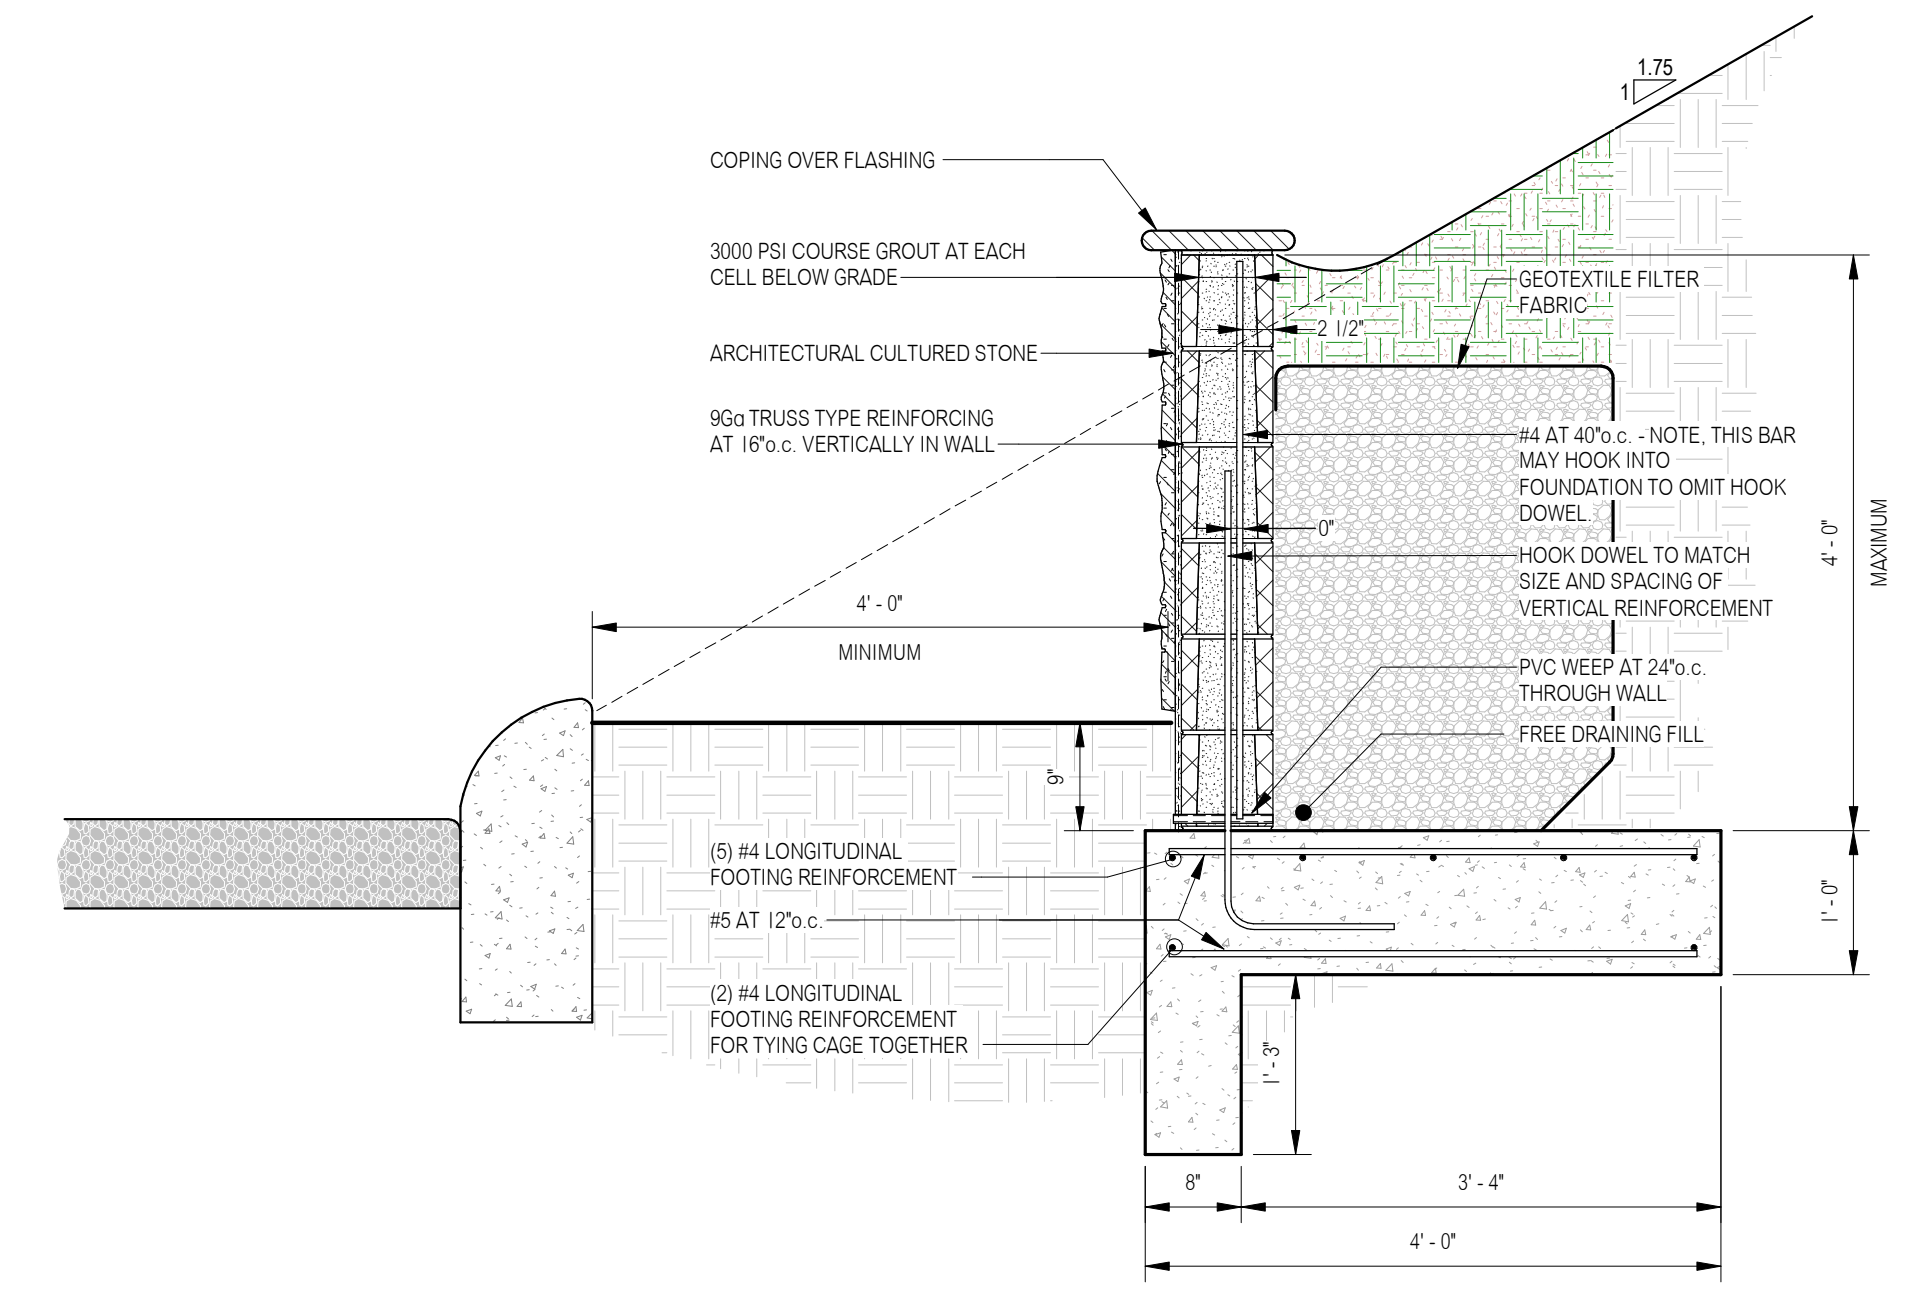 1.75
1
COPING OVER FLASHING
3000 PSI COURSE GROUT AT EACH
CELL BELOW GRADE
GEOTEXTILE FILTER
FABRIC
2 1/2"
ARCHITECTURAL CULTURED STONE
9Ga TRUSS TYPE REINFORCING
AT 16"o.c. VERTICALLY IN WALL
#4 AT 40"o.c. - NOTE, THIS BAR
MAY HOOK INTO
FOUNDATION TO OMIT HOOK
DOWEL.
0"
4' - 0"
MAXIMUM
HOOK DOWEL TO MATCH
SIZE AND SPACING OF
VERTICAL REINFORCEMENT
4' - 0"
MINIMUM
PVC WEEP AT 24"o.c.
THROUGH WALL
FREE DRAINING FILL
9"
(5) #4 LONGITUDINAL
FOOTING REINFORCEMENT
#5 AT 12"o.c.
1' - 0"
(2) #4 LONGITUDINAL
FOOTING REINFORCEMENT
FOR TYING CAGE TOGETHER
1' - 3"
8"
3' - 4"
4' - 0"